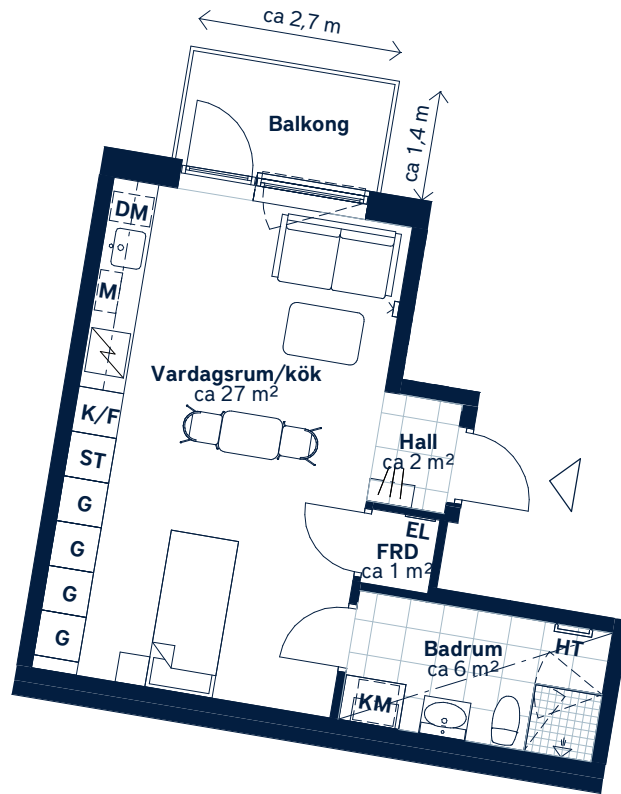 ca 2,7 m
Balkong
ca 1,4 m
DM
M
Vardagsrum/kök
ca 27 m²
K/F
Hall
ca 2 m²
ST
G
EL
FRD
ca 1 m²
G
G
G
Badrum
ca 6 m²
HT
KM